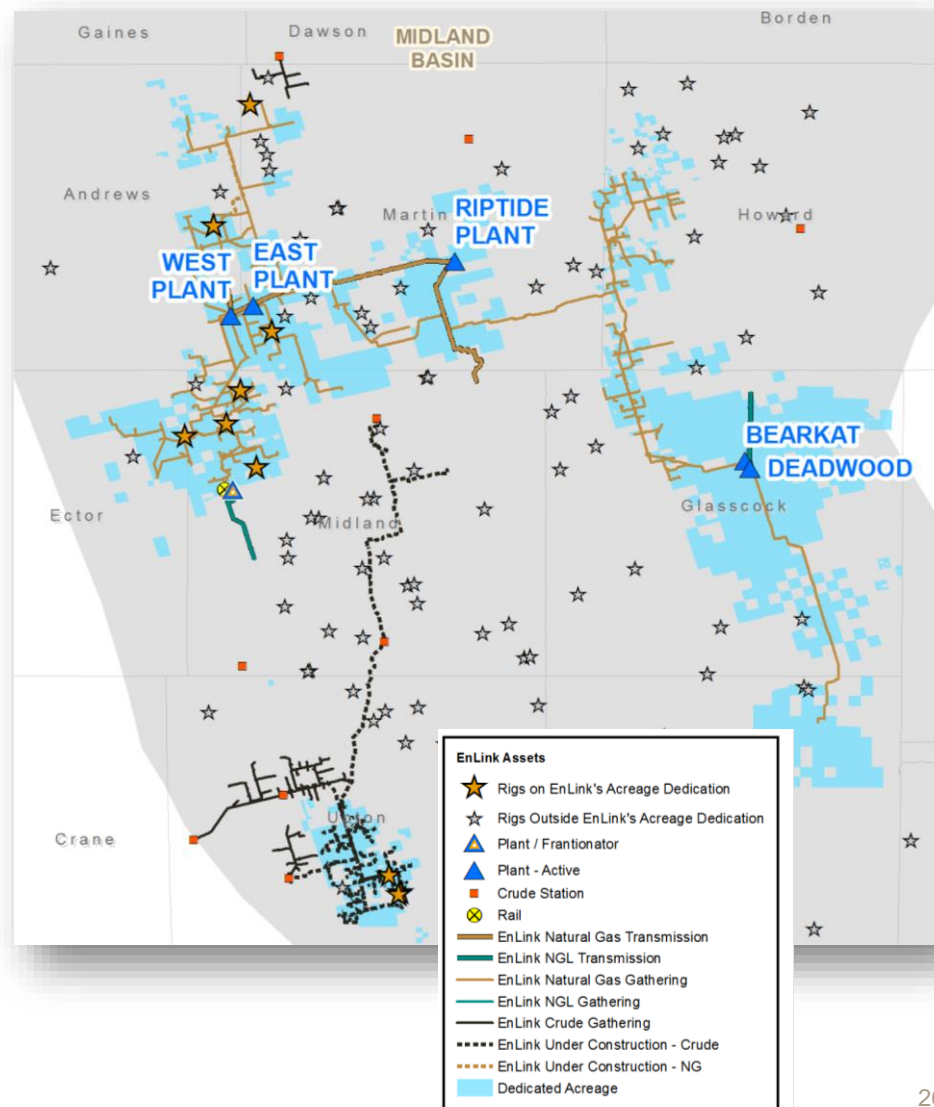 Gaines
Dawson
Borden
MIDLAND
BASIN
Andrews
Martin
RIPTIDE
PLANT
Howard
WEST
PLANT
EAST
PLANT
BEARKAT
DEADWOOD
Ector
Midland
Glasscock
Crane
Upton
EnLink Assets
Rigs on EnLink's Acreage Dedication
Rigs Outside EnLink's Acreage Dedication
Plant / Frantionator
Plant - Active
Crude Station
Rail
EnLink Natural Gas Transmission
EnLink NGL Transmission
EnLink Natural Gas Gathering
EnLink NGL Gathering
EnLink Crude Gathering
EnLink Under Construction - Crude
EnLink Under Construction - NG
Dedicated Acreage